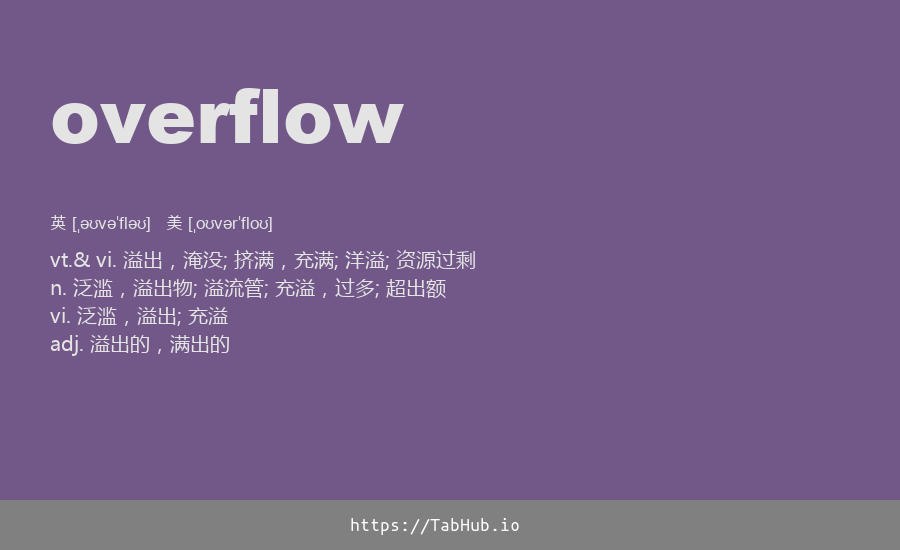 overflow
英 [ˌəʊvəˈfləʊ] 美 [ˌoʊvərˈfloʊ]
vt.& vi. 溢出，淹没; 挤满，充满; 洋溢; 资源过剩
n. 泛滥，溢出物; 溢流管; 充溢，过多; 超出额
vi. 泛滥，溢出; 充溢
adj. 溢出的，满出的
https://TabHub.io